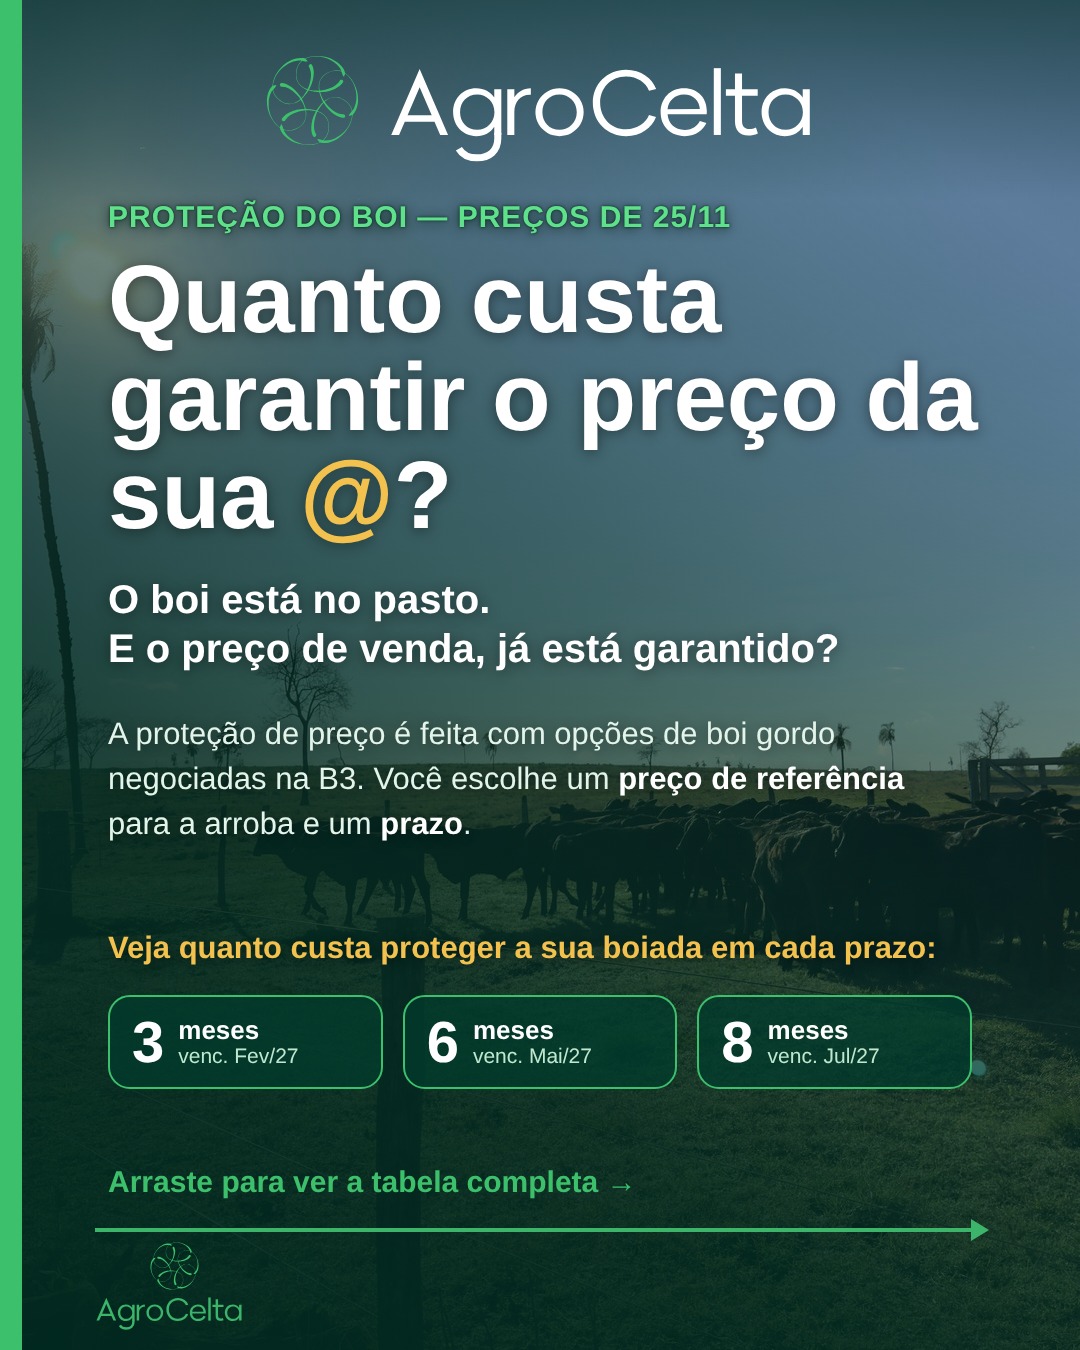 AgroCelta
PROTEÇÃO DO BOI — PREÇOS DE 25/11
Quanto custa
garantir o preço da
sua @?
O boi está no pasto.
E o preço de venda, já está garantido?
A proteção de preço é feita com opções de boi gordo
negociadas na B3. Você escolhe um preço de referência
para a arroba e um prazo.
Veja quanto custa proteger a sua boiada em cada prazo:
3 meses
venc. Fev/27
6 meses
venc. Mai/27
8 meses
venc. Jul/27
Arraste para ver a tabela completa →
AgroCelta